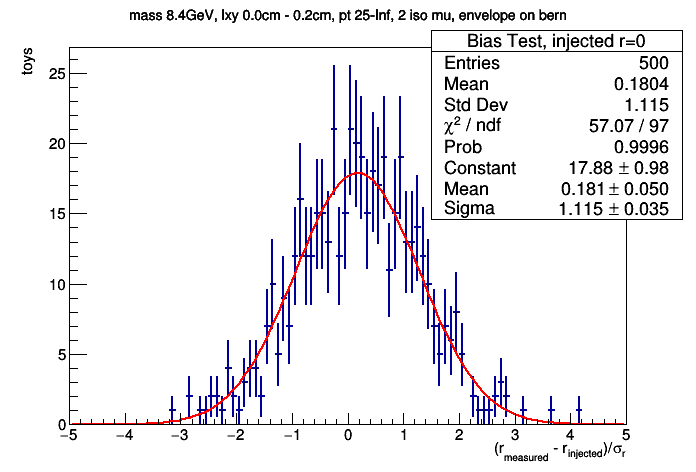 mass 8.4GeV, lxy 0.0cm - 0.2cm, pt 25-Inf, 2 iso mu, envelope on bern
Bias Test, injected r=0
Entries 500
Mean 0.1804
Std Dev 1.115
χ² / ndf 57.07 / 97
Prob 0.9996
Constant 17.88 ± 0.98
Mean 0.181 ± 0.050
Sigma 1.115 ± 0.035
toys
25
20
15
10
5
0
−5 −4 −3 −2 −1 0 1 2 3 4 5
(r_measured - r_injected)/σ_r